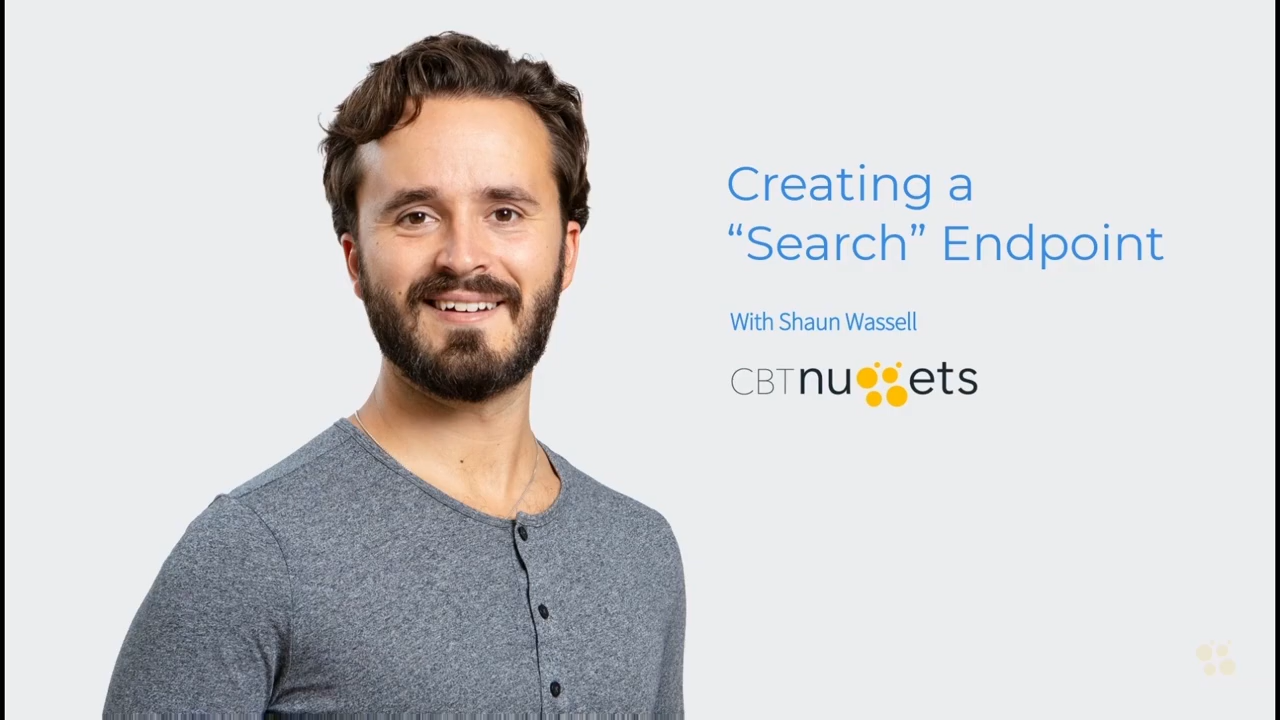 Creating a
“Search” Endpoint
With Shaun Wassell
CBTnuggets